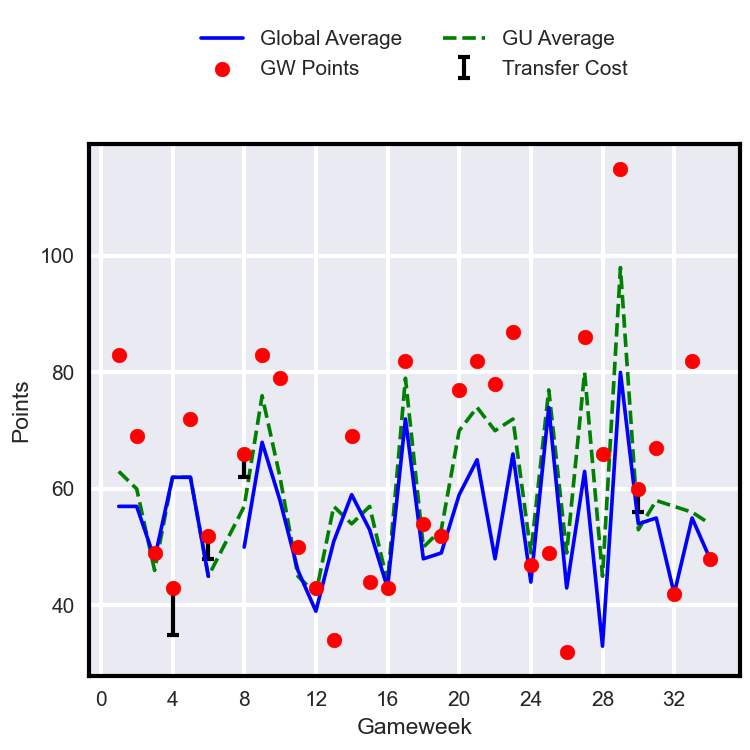 Global Average
GU Average
GW Points
Transfer Cost
100
80
60
40
Points
0 4 8 12 16 20 24 28 32
Gameweek